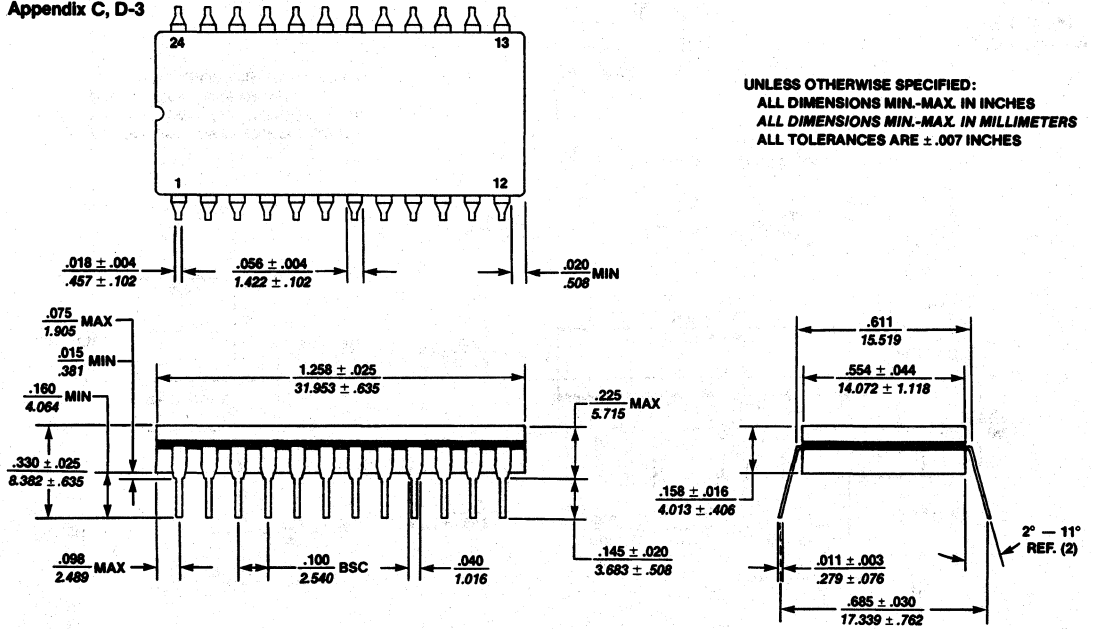 Appendix C, D-3
24
13
1
12
UNLESS OTHERWISE SPECIFIED:
ALL DIMENSIONS MIN.-MAX. IN INCHES
ALL DIMENSIONS MIN.-MAX. IN MILLIMETERS
ALL TOLERANCES ARE ± .007 INCHES
.018 ± .004
.457 ± .102
.056 ± .004
1.422 ± .102
.020
.508
MIN
.075
1.905
MAX
.015
.381
MIN
.160
4.064
MIN
.330 ± .025
8.382 ± .635
1.258 ± .025
31.953 ± .635
.225
5.715
MAX
.098
2.489
MAX
.100
2.540
BSC
.040
1.016
.145 ± .020
3.683 ± .508
.611
15.519
.554 ± .044
14.072 ± 1.118
.158 ± .016
4.013 ± .406
2° — 11°
REF. (2)
.011 ± .003
.279 ± .076
.685 ± .030
17.339 ± .762